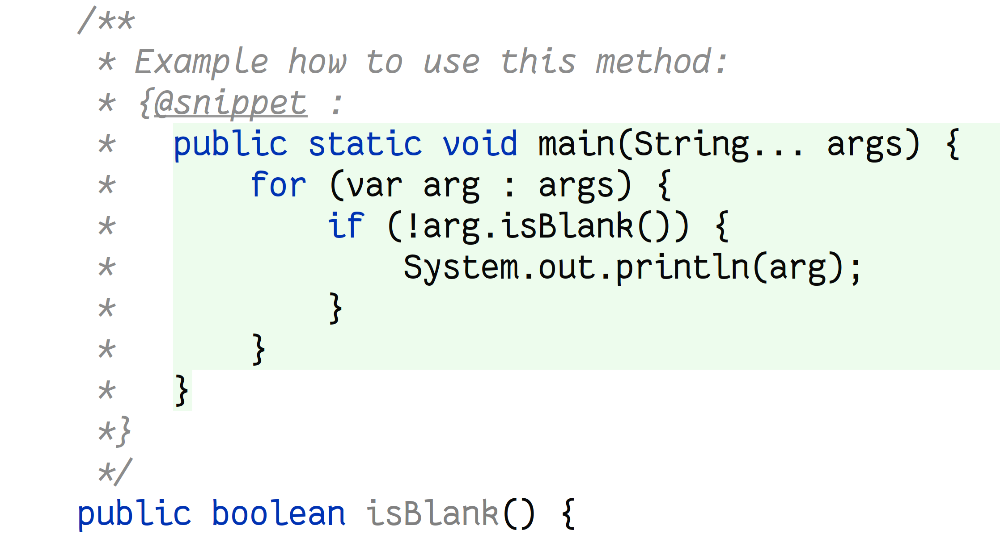 /**
 * Example how to use this method:
 * {@snippet :
 *   public static void main(String... args) {
 *       for (var arg : args) {
 *           if (!arg.isBlank()) {
 *               System.out.println(arg);
 *           }
 *       }
 *   }
 *}
 */
public boolean isBlank() {